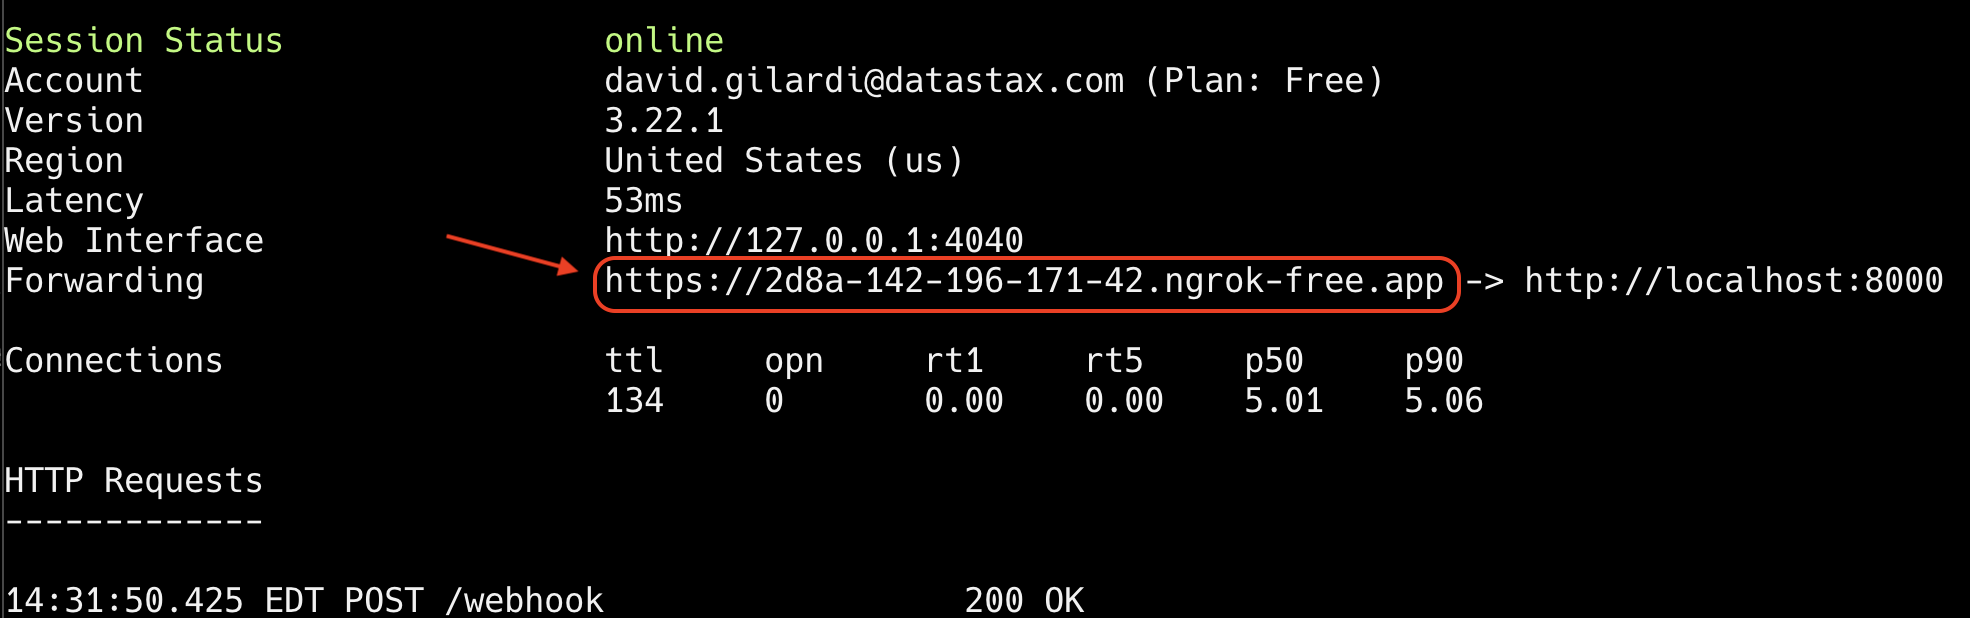 Session Status online
Account david.gilardi@datastax.com (Plan: Free)
Version 3.22.1
Region United States (us)
Latency 53ms
Web Interface http://127.0.0.1:4040
Forwarding https://2d8a-142-196-171-42.ngrok-free.app -> http://localhost:8000
Connections ttl opn rt1 rt5 p50 p90
134 0 0.00 0.00 5.01 5.06
HTTP Requests
-------------
14:31:50.425 EDT POST /webhook 200 OK